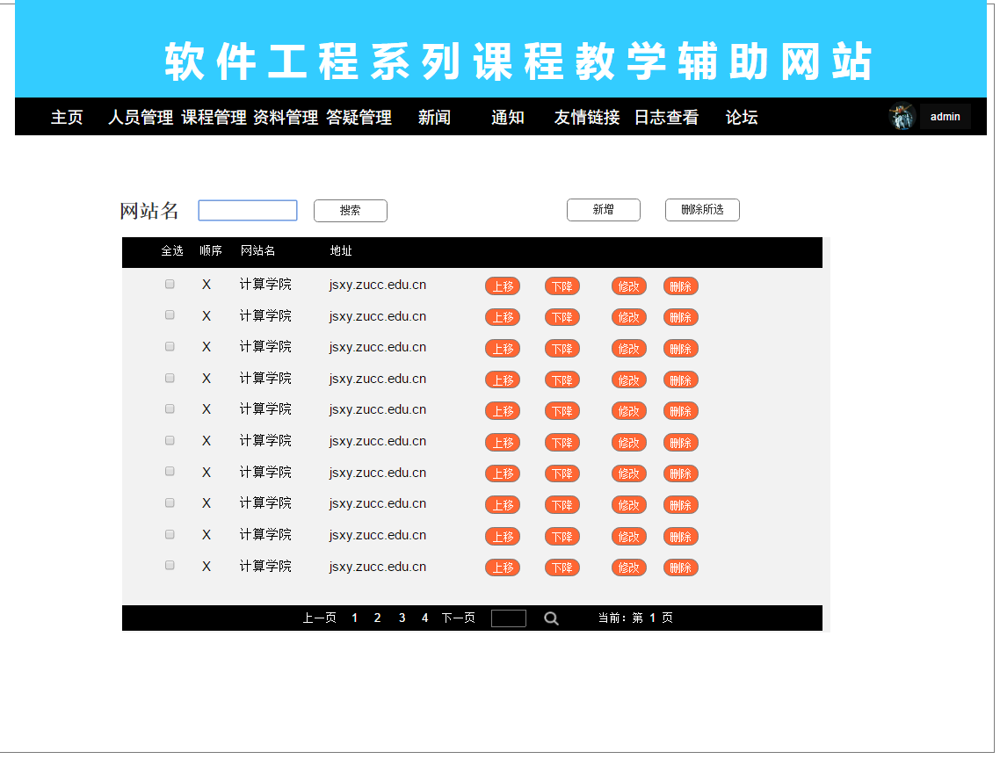 软件工程系列课程教学辅助网站
主页 人员管理 课程管理 资料管理 答疑管理 新闻 通知 友情链接 日志查看 论坛 admin
网站名 搜索 新增 删除所选
全选 顺序 网站名 地址
X 计算学院 jsxy.zucc.edu.cn 上移 下降 修改 删除
X 计算学院 jsxy.zucc.edu.cn 上移 下降 修改 删除
X 计算学院 jsxy.zucc.edu.cn 上移 下降 修改 删除
X 计算学院 jsxy.zucc.edu.cn 上移 下降 修改 删除
X 计算学院 jsxy.zucc.edu.cn 上移 下降 修改 删除
X 计算学院 jsxy.zucc.edu.cn 上移 下降 修改 删除
X 计算学院 jsxy.zucc.edu.cn 上移 下降 修改 删除
X 计算学院 jsxy.zucc.edu.cn 上移 下降 修改 删除
X 计算学院 jsxy.zucc.edu.cn 上移 下降 修改 删除
X 计算学院 jsxy.zucc.edu.cn 上移 下降 修改 删除
上一页 1 2 3 4 下一页 当前：第 1 页